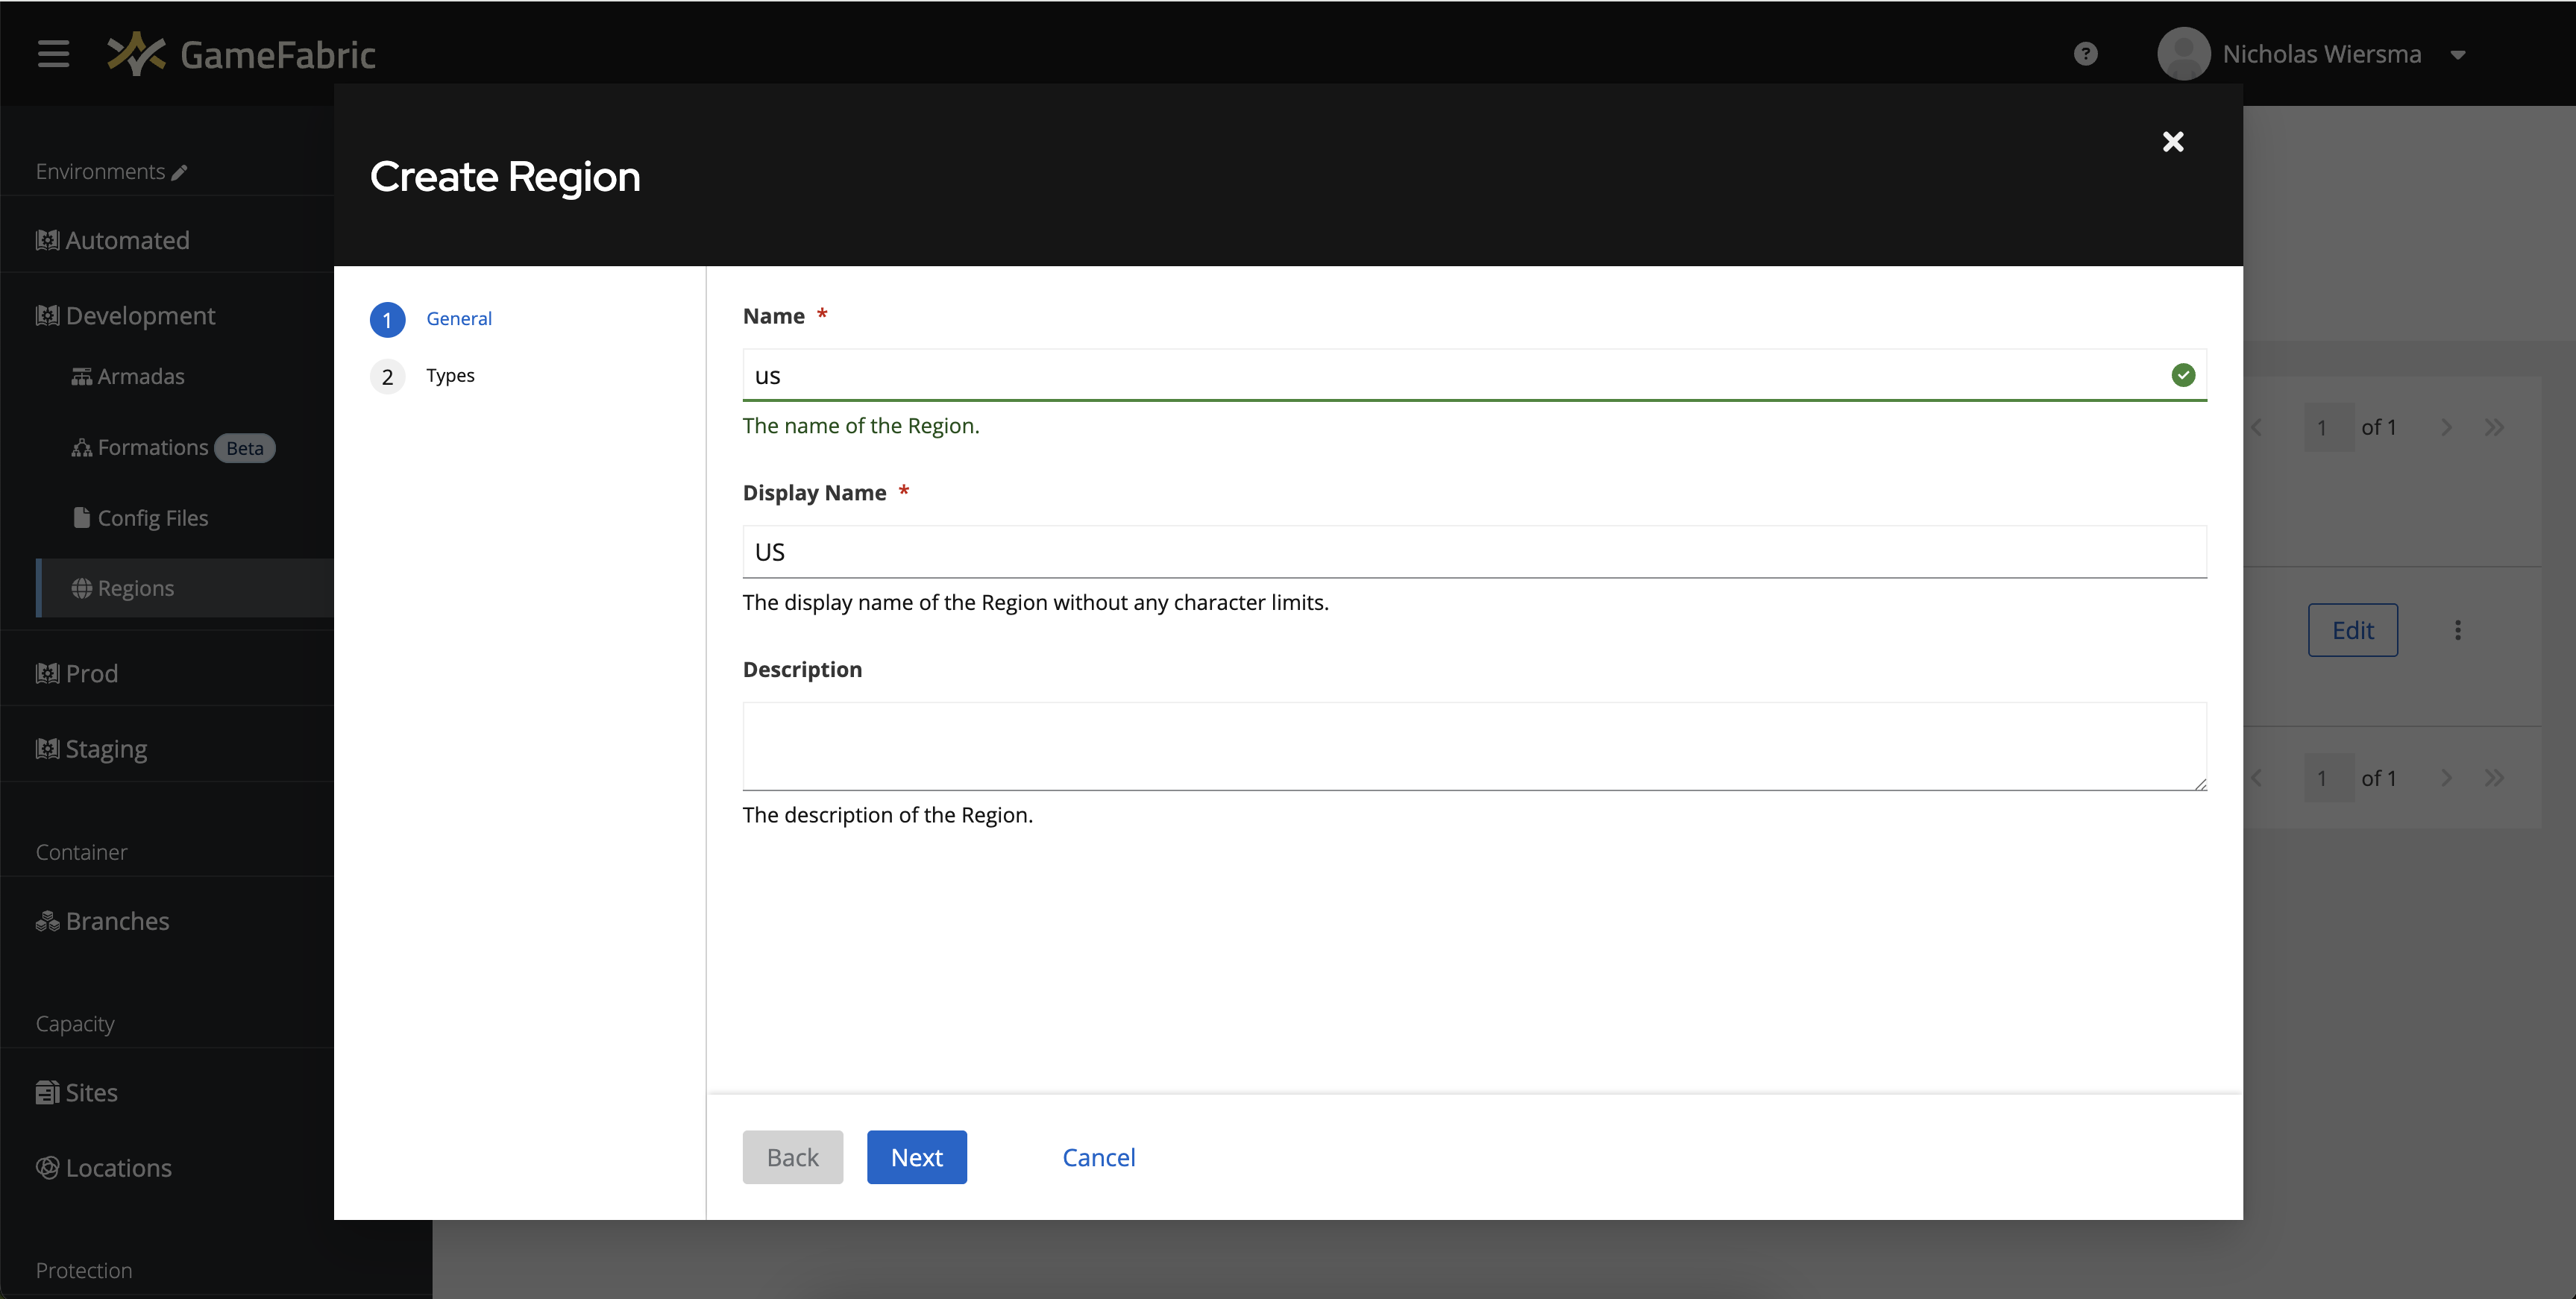 GameFabric
Nicholas Wiersma
Create Region
Environments
Automated
Development
Armadas
Formations Beta
Config Files
Regions
Prod
Staging
Container
Branches
Capacity
Sites
Locations
Protection
1 General
2 Types
Name *
us
The name of the Region.
Display Name *
US
The display name of the Region without any character limits.
Description
The description of the Region.
Back Next Cancel
1 of 1
Edit
1 of 1